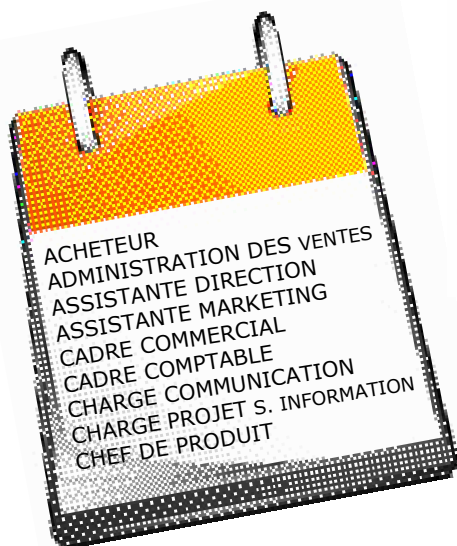 ACHETEUR
ADMINISTRATION DES VENTES
ASSISTANTE DIRECTION
ASSISTANTE MARKETING
CADRE COMMERCIAL
CADRE COMPTABLE
CHARGE COMMUNICATION
CHARGE PROJET S. INFORMATION
CHEF DE PRODUIT